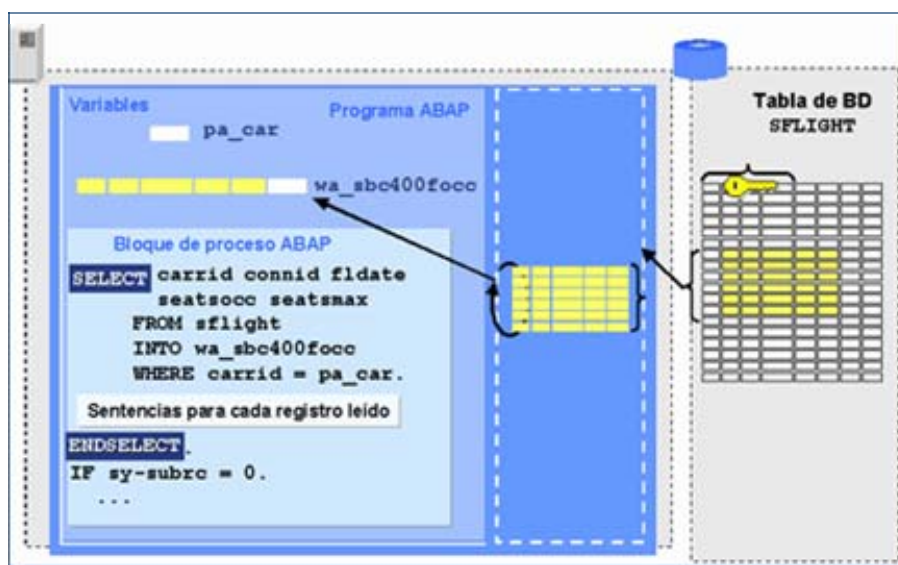 Variables
Programa ABAP
pa_car
wa_sbc400focc
Bloque de proceso ABAP
SELECT carrid connid fldate
seatsocc seatsmax
FROM sflight
INTO wa_sbc400focc
WHERE carrid = pa_car.
Sentencias para cada registro leído
ENDSELECT.
IF sy-subrc = 0.
...
Tabla de BD
SFLIGHT